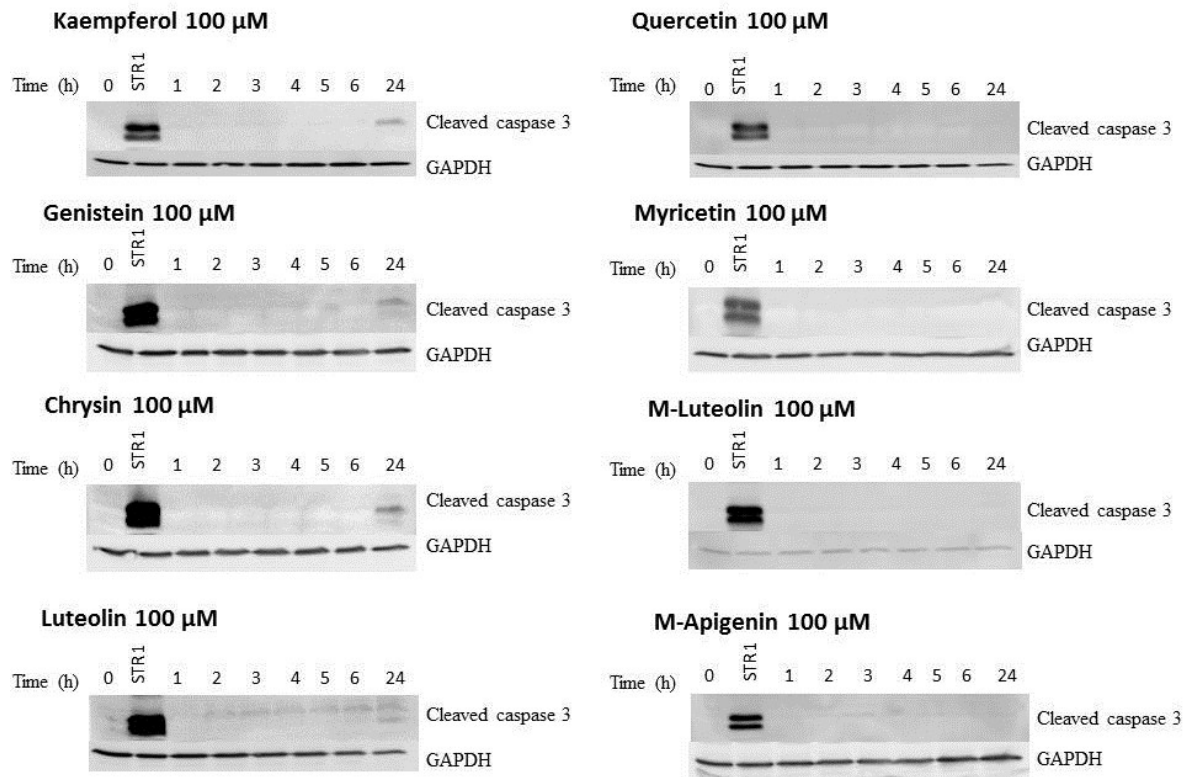 Kaempferol 100 µM
Time (h) 0 STR1 1 2 3 4 5 6 24
Cleaved caspase 3
GAPDH
Quercetin 100 µM
Time (h) 0 STR1 1 2 3 4 5 6 24
Cleaved caspase 3
GAPDH
Genistein 100 µM
Time (h) 0 STR1 1 2 3 4 5 6 24
Cleaved caspase 3
GAPDH
Myricetin 100 µM
Time (h) 0 STR1 1 2 3 4 5 6 24
Cleaved caspase 3
GAPDH
Chrysin 100 µM
Time (h) 0 STR1 1 2 3 4 5 6 24
Cleaved caspase 3
GAPDH
M-Luteolin 100 µM
Time (h) 0 STR1 1 2 3 4 5 6 24
Cleaved caspase 3
GAPDH
Luteolin 100 µM
Time (h) 0 STR1 1 2 3 4 5 6 24
Cleaved caspase 3
GAPDH
M-Apigenin 100 µM
Time (h) 0 STR1 1 2 3 4 5 6 24
Cleaved caspase 3
GAPDH